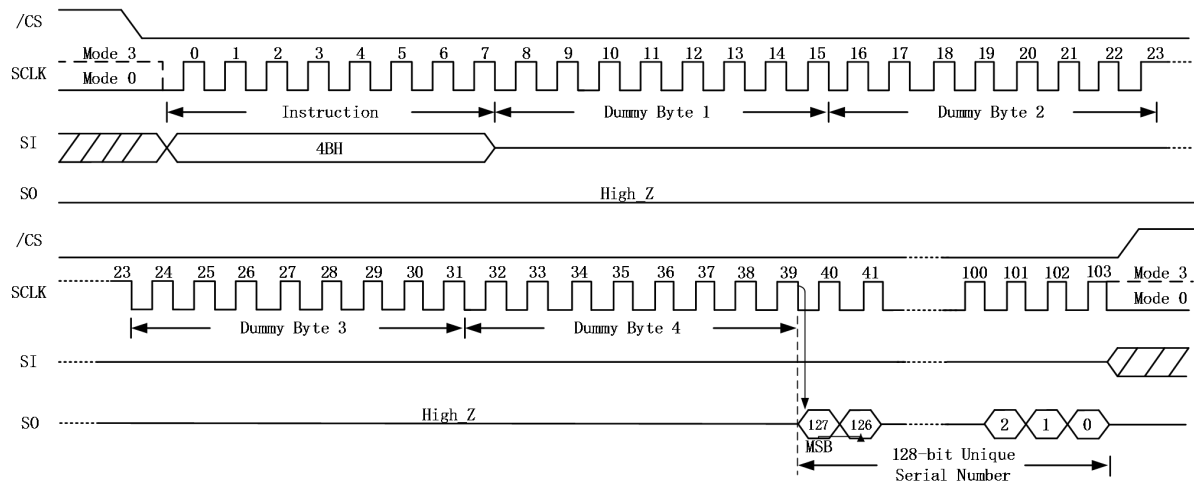 /CS
Mode 3 0 1 2 3 4 5 6 7 8 9 10 11 12 13 14 15 16 17 18 19 20 21 22 23
SCLK
Mode 0
Instruction Dummy Byte 1 Dummy Byte 2
SI
4BH
High_Z
SO
/CS
23 24 25 26 27 28 29 30 31 32 33 34 35 36 37 38 39 40 41 100 101 102 103 Mode 3
SCLK
Mode 0
Dummy Byte 3 Dummy Byte 4
SI
High_Z
SO
127 126 2 1 0
MSB
128-bit Unique
Serial Number